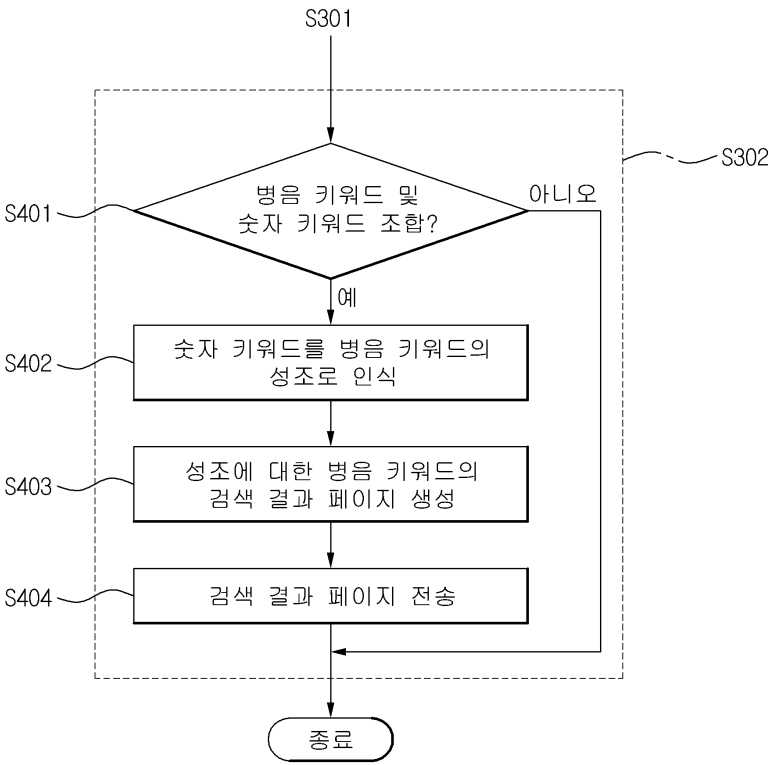 S301
S302
병음 키워드 및
숫자 키워드 조합?
아니오
S401
예
숫자 키워드를 병음 키워드의
성조로 인식
S402
성조에 대한 병음 키워드의
검색 결과 페이지 생성
S403
검색 결과 페이지 전송
S404
종료